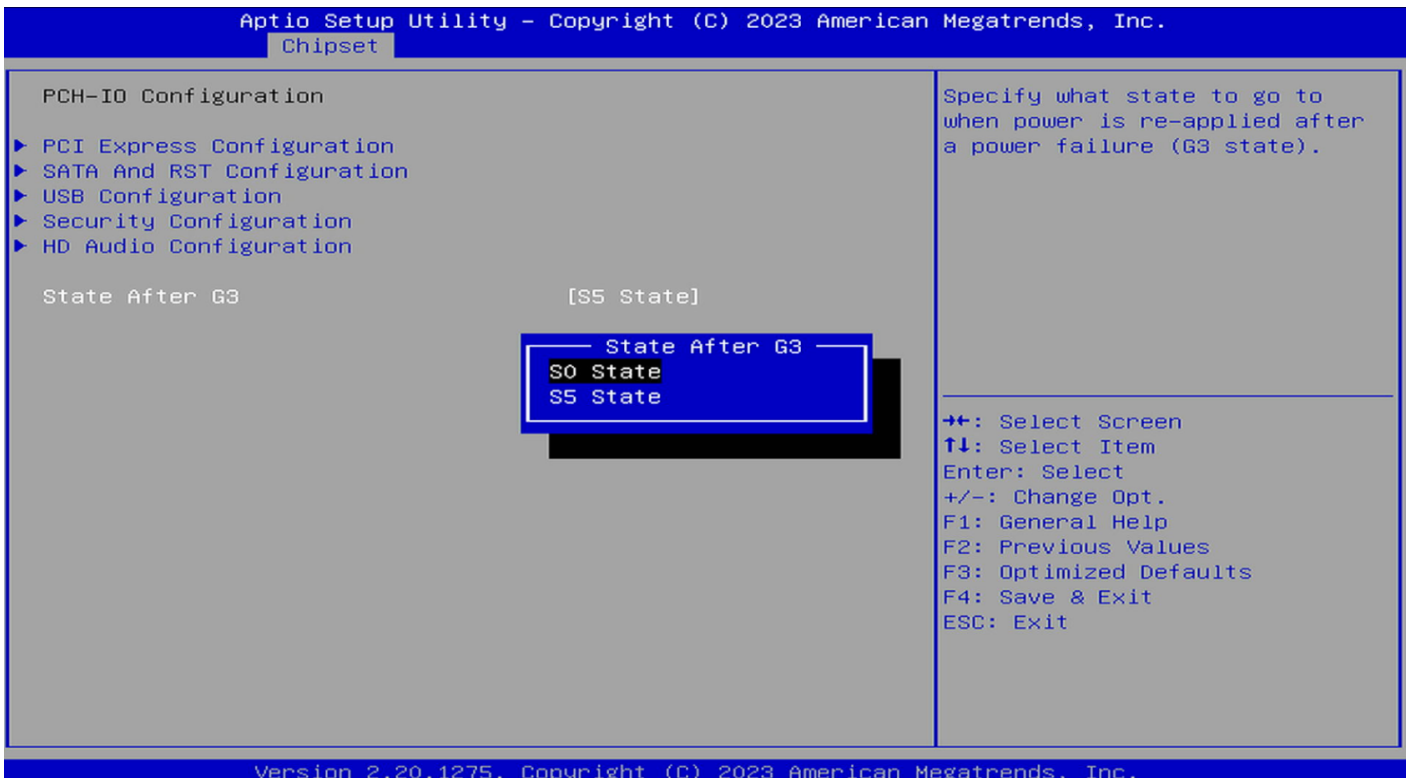 Aptio Setup Utility – Copyright (C) 2023 American Megatrends, Inc.
Chipset
PCH-IO Configuration
PCI Express Configuration
SATA And RST Configuration
USB Configuration
Security Configuration
HD Audio Configuration
State After G3 [S5 State]
State After G3
S0 State
S5 State
Specify what state to go to
when power is re-applied after
a power failure (G3 state).
→←: Select Screen
↑↓: Select Item
Enter: Select
+/-: Change Opt.
F1: General Help
F2: Previous Values
F3: Optimized Defaults
F4: Save & Exit
ESC: Exit
Version 2.20.1275. Copyright (C) 2023 American Megatrends, Inc.